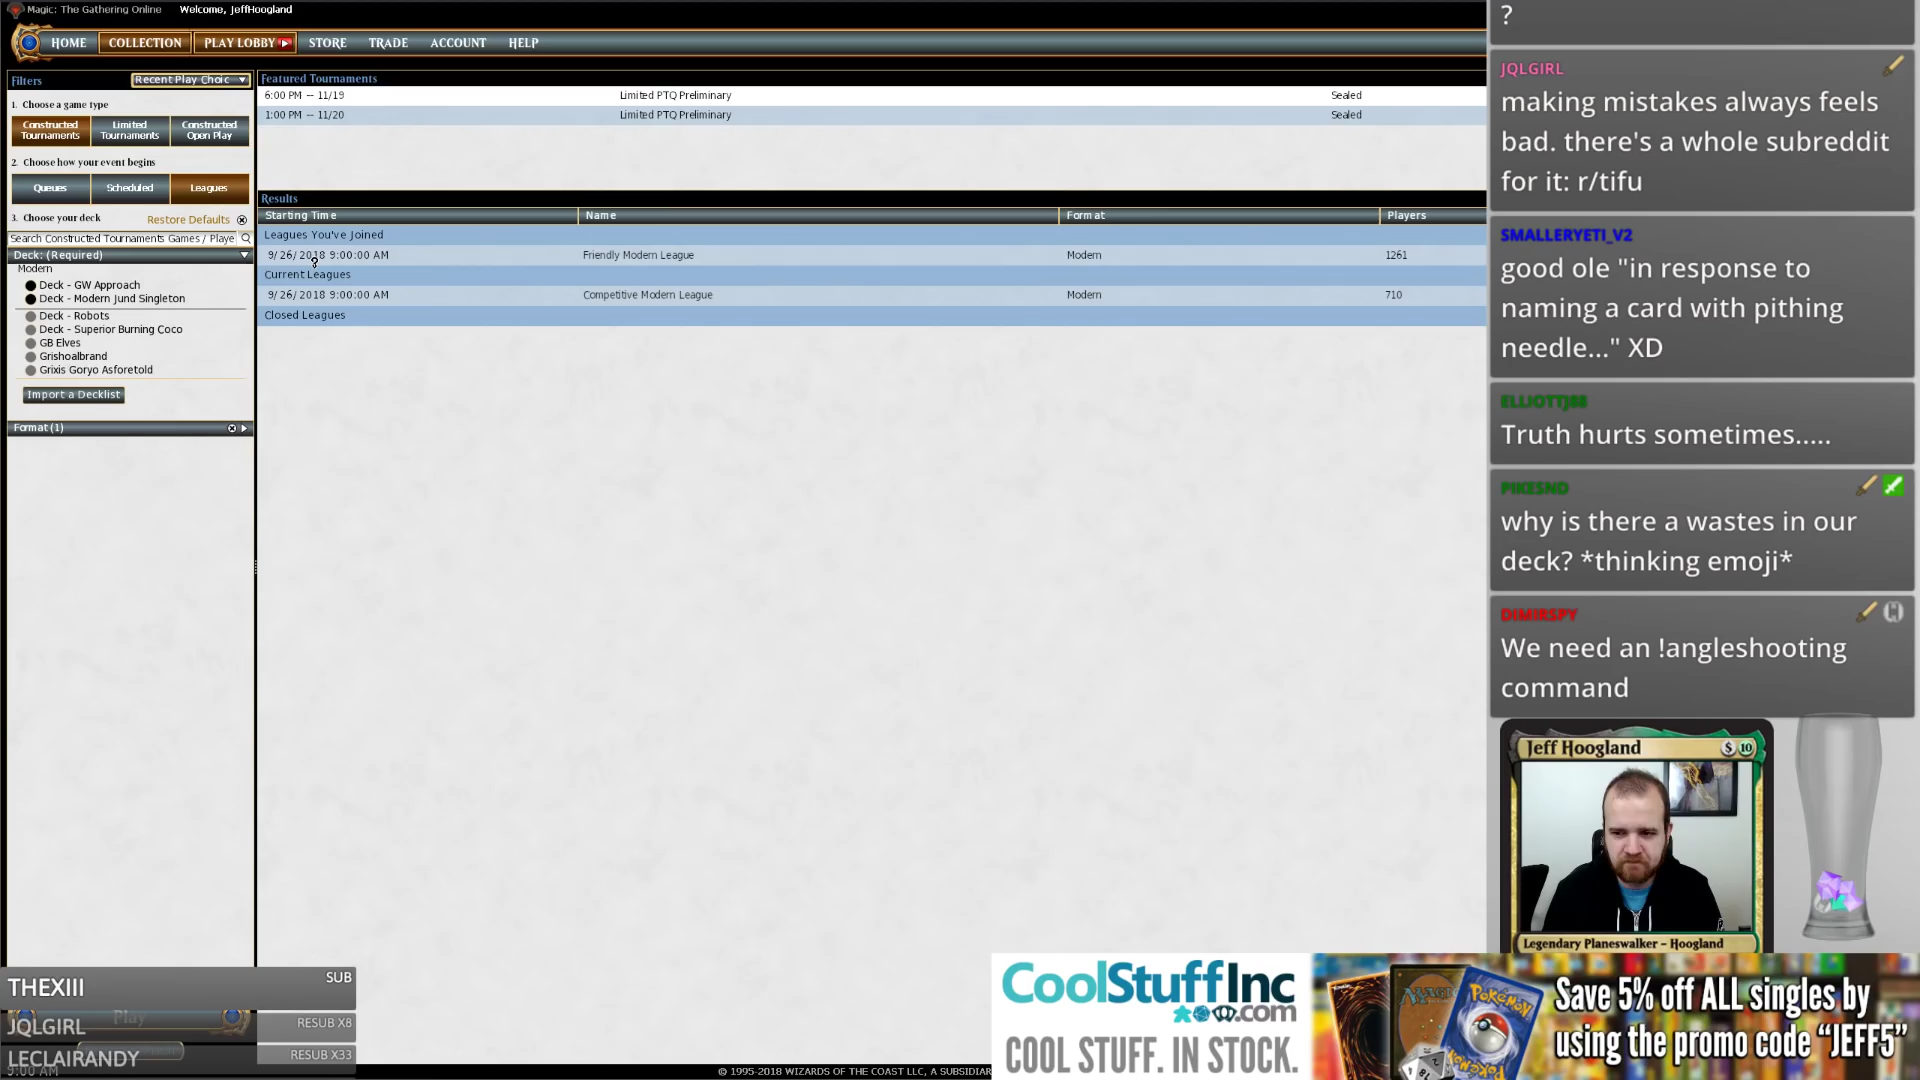 Magic: The Gathering Online Welcome, JeffHoogland
HOME COLLECTION PLAY LOBBY STORE TRADE ACCOUNT HELP
Filters Recent Play Choic
1. Choose a game type
Constructed Tournaments Limited Tournaments Constructed Open Play
2. Choose how your event begins
Queues Scheduled Leagues
3. Choose your deck Restore Defaults
Search Constructed Tournaments Games / Playe
Deck: (Required)
Modern
Deck - GW Approach
Deck - Modern Jund Singleton
Deck - Robots
Deck - Superior Burning Coco
GB Elves
Grishoalbrand
Grixis Goryo Asforetold
Import a Decklist
Format (1)
Featured Tournaments
6:00 PM -- 11/19 Limited PTQ Preliminary Sealed
1:00 PM -- 11/20 Limited PTQ Preliminary Sealed
Results
Starting Time Name Format Players
Leagues You've Joined
9/26/2018 9:00:00 AM Friendly Modern League Modern 1261
Current Leagues
9/26/2018 9:00:00 AM Competitive Modern League Modern 710
Closed Leagues
?
JQLGIRL
making mistakes always feels
bad. there's a whole subreddit
for it: r/tifu
SMALLERYETI_V2
good ole "in response to
naming a card with pithing
needle..." XD
ELLIOTTJ88
Truth hurts sometimes.....
PIKESND
why is there a wastes in our
deck? *thinking emoji*
DIMIRSPY
We need an !angleshooting
command
Jeff Hoogland $ 10
Legendary Planeswalker – Hoogland
THEXIII SUB
Play
JQLGIRL RESUB X8
LECLAIRANDY RESUB X33
9:00 AM
© 1995-2018 WIZARDS OF THE COAST LLC, A SUBSIDIAR
CoolStuffInc
.com
COOL STUFF. IN STOCK.
MAGIC
POKéMON
Save 5% off ALL singles by
using the promo code “JEFF5”